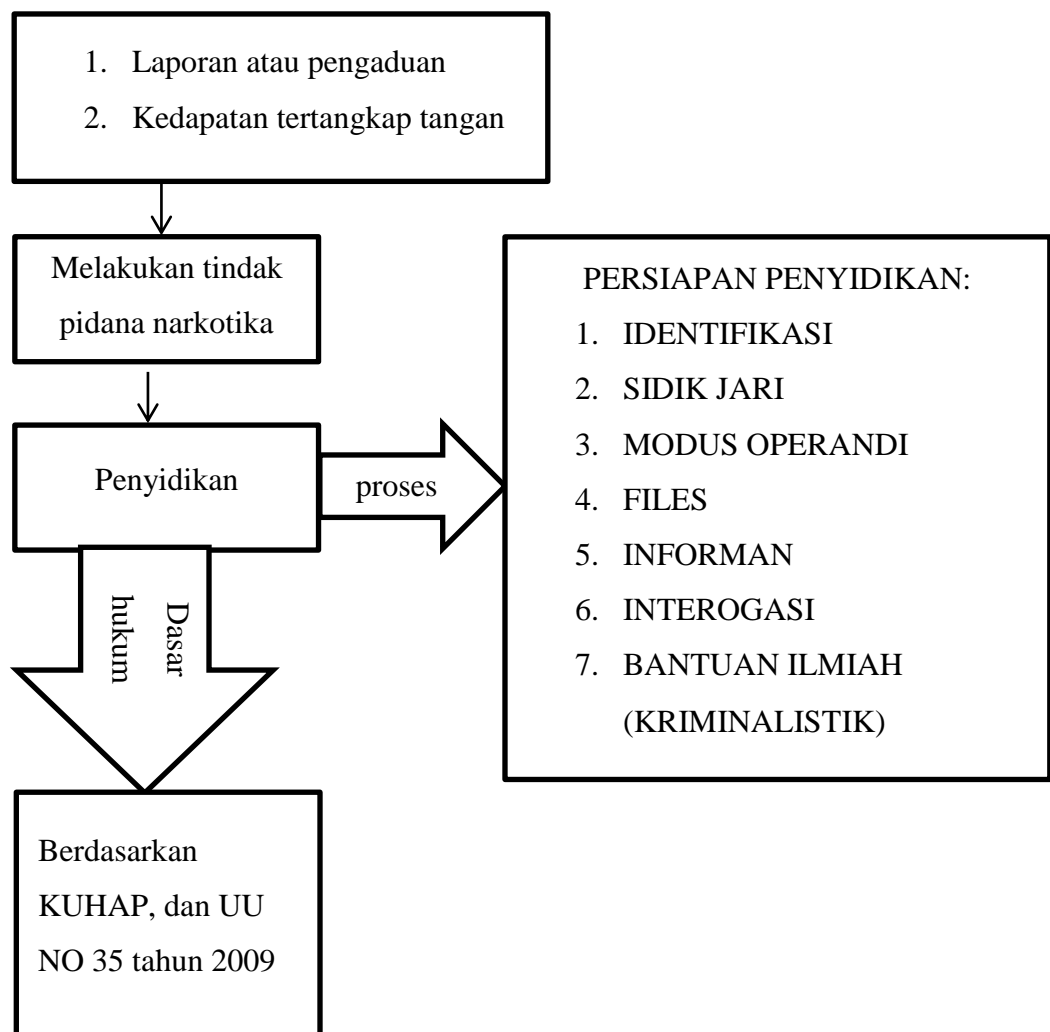 1. Laporan atau pengaduan
2. Kedapatan tertangkap tangan
Melakukan tindak
pidana narkotika
Penyidikan
proses
PERSIAPAN PENYIDIKAN:
1. IDENTIFIKASI
2. SIDIK JARI
3. MODUS OPERANDI
4. FILES
5. INFORMAN
6. INTEROGASI
7. BANTUAN ILMIAH
(KRIMINALISTIK)
Dasar
hukum
Berdasarkan
KUHAP, dan UU
NO 35 tahun 2009